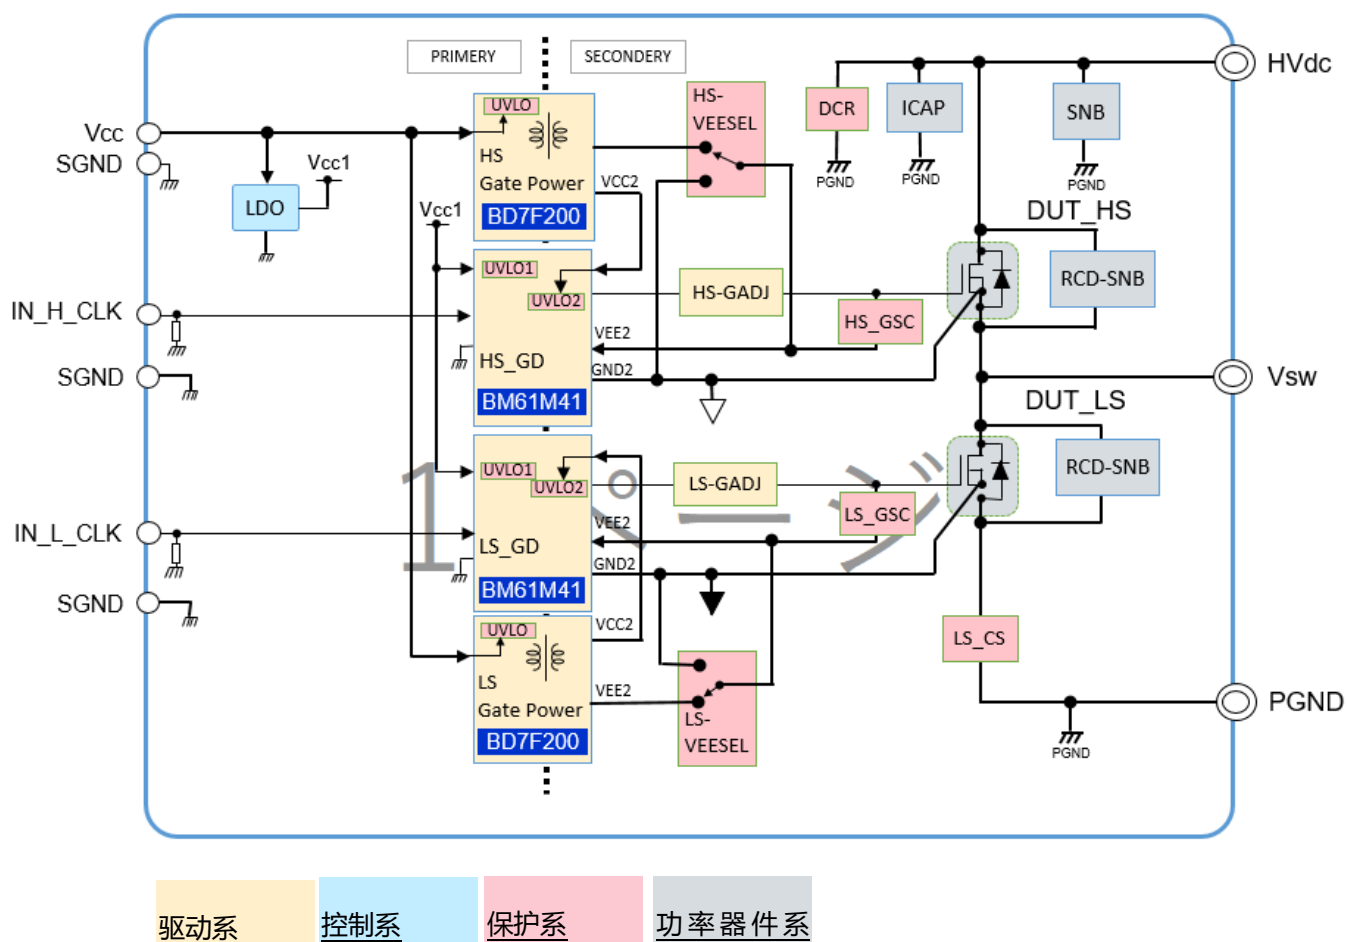 PRIMERY
SECONDERY
HVdc
UVLO
HS-
VEESEL
DCR
ICAP
SNB
Vcc
SGND
Vcc1
HS
Gate Power
VCC2
BD7F200
PGND
PGND
PGND
LDO
Vcc1
DUT_HS
UVLO1
UVLO2
HS-GADJ
RCD-SNB
IN_H_CLK
HS_GSC
VEE2
HS_GD
GND2
SGND
Vsw
BM61M41
DUT_LS
1ページ
UVLO1
UVLO2
LS-GADJ
RCD-SNB
LS_GSC
VEE2
IN_L_CLK
LS_GD
GND2
BM61M41
SGND
UVLO
VCC2
LS_CS
LS
VEE2
Gate Power
BD7F200
LS-
VEESEL
PGND
PGND
驱动系
控制系
保护系
功率器件系